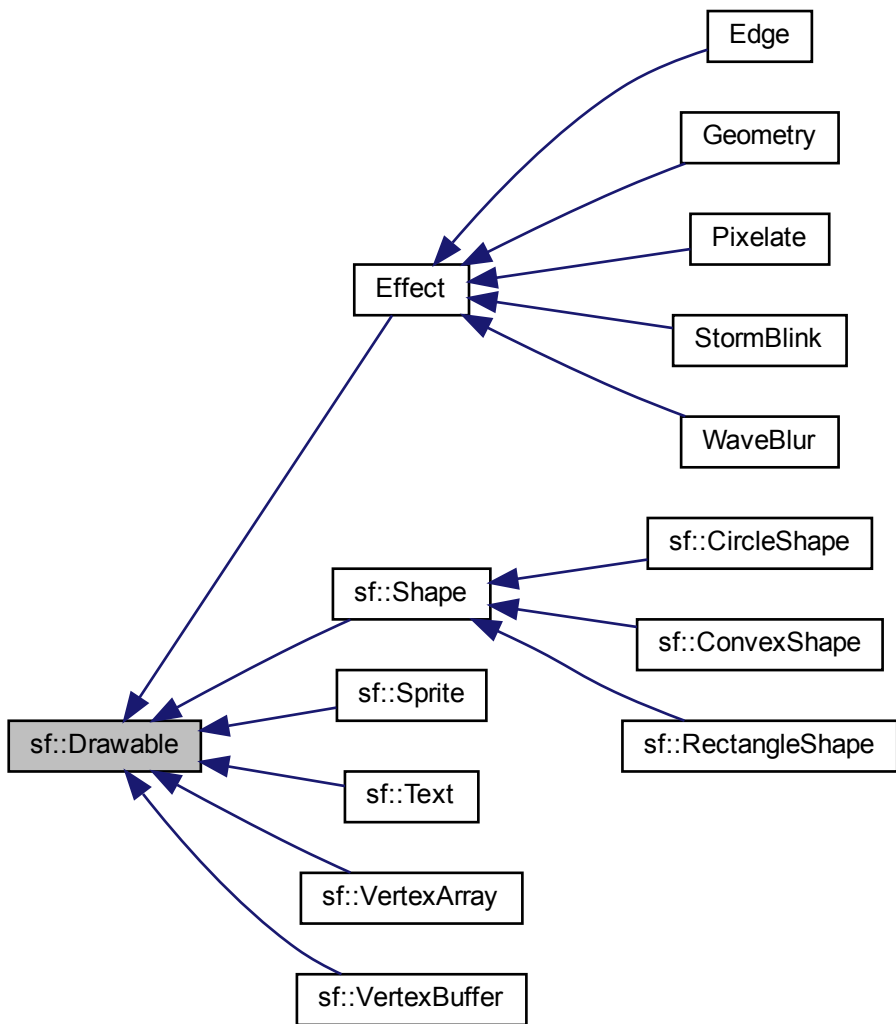 Edge
Geometry
Pixelate
Effect
StormBlink
WaveBlur
sf::CircleShape
sf::Shape
sf::ConvexShape
sf::Sprite
sf::RectangleShape
sf::Drawable
sf::Text
sf::VertexArray
sf::VertexBuffer